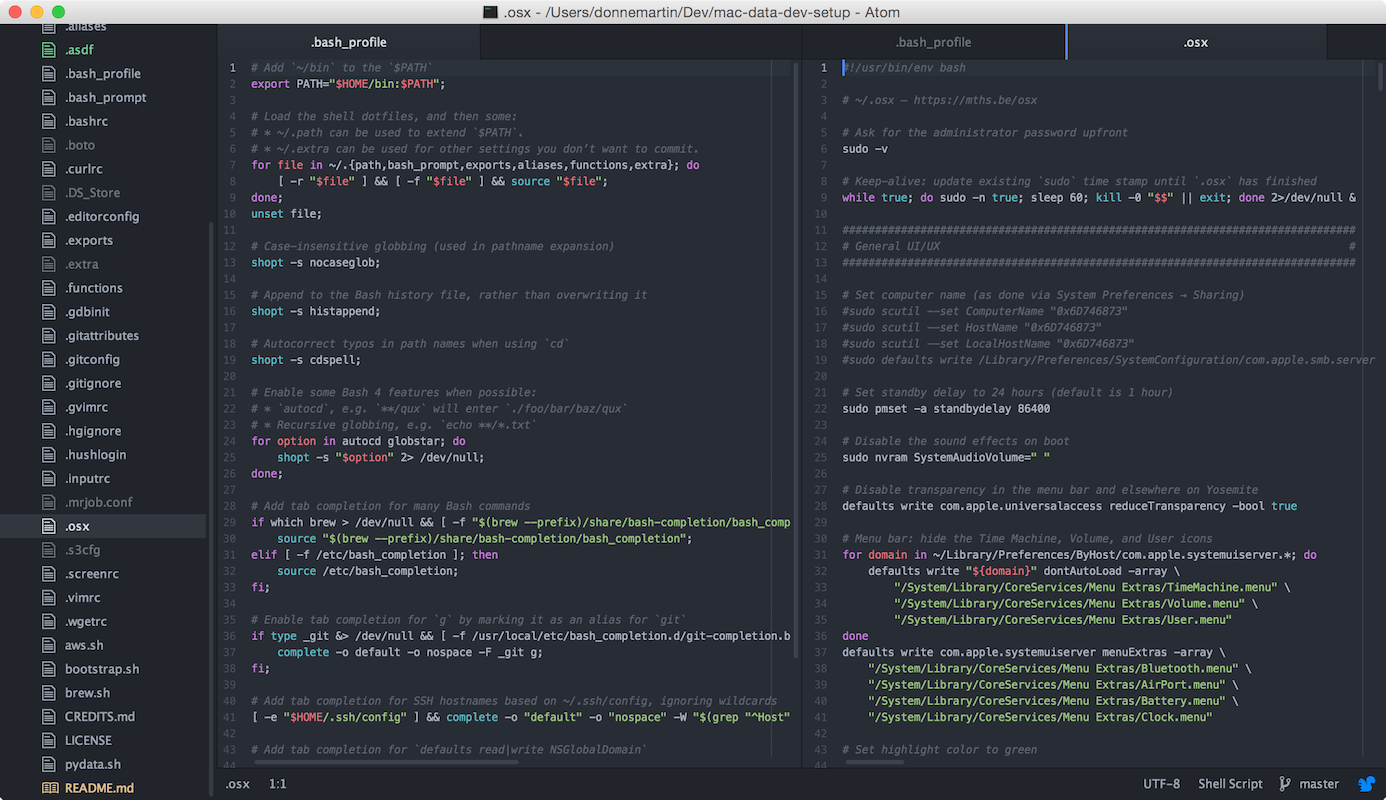 .osx - /Users/donnemartin/Dev/mac-data-dev-setup - Atom
.aliases
.asdf
.bash_profile
.bash_prompt
.bashrc
.boto
.curlrc
.DS_Store
.editorconfig
.exports
.extra
.functions
.gdbinit
.gitattributes
.gitconfig
.gitignore
.gvimrc
.hgignore
.hushlogin
.inputrc
.mrjob.conf
.osx
.s3cfg
.screenrc
.vimrc
.wgetrc
aws.sh
bootstrap.sh
brew.sh
CREDITS.md
LICENSE
pydata.sh
README.md
.bash_profile
1 # Add `~/bin` to the `$PATH`
2 export PATH="$HOME/bin:$PATH";
3
4 # Load the shell dotfiles, and then some:
5 # * ~/.path can be used to extend `$PATH`.
6 # * ~/.extra can be used for other settings you don’t want to commit.
7 for file in ~/.{path,bash_prompt,exports,aliases,functions,extra}; do
8     [ -r "$file" ] && [ -f "$file" ] && source "$file";
9 done;
10 unset file;
11
12 # Case-insensitive globbing (used in pathname expansion)
13 shopt -s nocaseglob;
14
15 # Append to the Bash history file, rather than overwriting it
16 shopt -s histappend;
17
18 # Autocorrect typos in path names when using `cd`
19 shopt -s cdspell;
20
21 # Enable some Bash 4 features when possible:
22 # * `autocd`, e.g. `**/qux` will enter `./foo/bar/baz/qux`
23 # * Recursive globbing, e.g. `echo **/*.txt`
24 for option in autocd globstar; do
25     shopt -s "$option" 2> /dev/null;
26 done;
27
28 # Add tab completion for many Bash commands
29 if which brew > /dev/null && [ -f "$(brew --prefix)/share/bash-completion/bash_comp
30     source "$(brew --prefix)/share/bash-completion/bash_completion";
31 elif [ -f /etc/bash_completion ]; then
32     source /etc/bash_completion;
33 fi;
34
35 # Enable tab completion for `g` by marking it as an alias for `git`
36 if type _git &> /dev/null && [ -f /usr/local/etc/bash_completion.d/git-completion.b
37     complete -o default -o nospace -F _git g;
38 fi;
39
40 # Add tab completion for SSH hostnames based on ~/.ssh/config, ignoring wildcards
41 [ -e "$HOME/.ssh/config" ] && complete -o "default" -o "nospace" -W "$(grep "^Host"
42
43 # Add tab completion for `defaults read|write NSGlobalDomain`
44
.bash_profile
.osx
1 #!/usr/bin/env bash
2
3 # ~/.osx — https://mths.be/osx
4
5 # Ask for the administrator password upfront
6 sudo -v
7
8 # Keep-alive: update existing `sudo` time stamp until `.osx` has finished
9 while true; do sudo -n true; sleep 60; kill -0 "$$" || exit; done 2>/dev/null &
10
11 ###############################################################################
12 # General UI/UX                                                               #
13 ###############################################################################
14
15 # Set computer name (as done via System Preferences → Sharing)
16 #sudo scutil --set ComputerName "0x6D746873"
17 #sudo scutil --set HostName "0x6D746873"
18 #sudo scutil --set LocalHostName "0x6D746873"
19 #sudo defaults write /Library/Preferences/SystemConfiguration/com.apple.smb.server
20
21 # Set standby delay to 24 hours (default is 1 hour)
22 sudo pmset -a standbydelay 86400
23
24 # Disable the sound effects on boot
25 sudo nvram SystemAudioVolume=" "
26
27 # Disable transparency in the menu bar and elsewhere on Yosemite
28 defaults write com.apple.universalaccess reduceTransparency -bool true
29
30 # Menu bar: hide the Time Machine, Volume, and User icons
31 for domain in ~/Library/Preferences/ByHost/com.apple.systemuiserver.*; do
32     defaults write "${domain}" dontAutoLoad -array \
33         "/System/Library/CoreServices/Menu Extras/TimeMachine.menu" \
34         "/System/Library/CoreServices/Menu Extras/Volume.menu" \
35         "/System/Library/CoreServices/Menu Extras/User.menu"
36 done
37 defaults write com.apple.systemuiserver menuExtras -array \
38     "/System/Library/CoreServices/Menu Extras/Bluetooth.menu" \
39     "/System/Library/CoreServices/Menu Extras/AirPort.menu" \
40     "/System/Library/CoreServices/Menu Extras/Battery.menu" \
41     "/System/Library/CoreServices/Menu Extras/Clock.menu"
42
43 # Set highlight color to green
44
.osx 1:1 UTF-8 Shell Script master